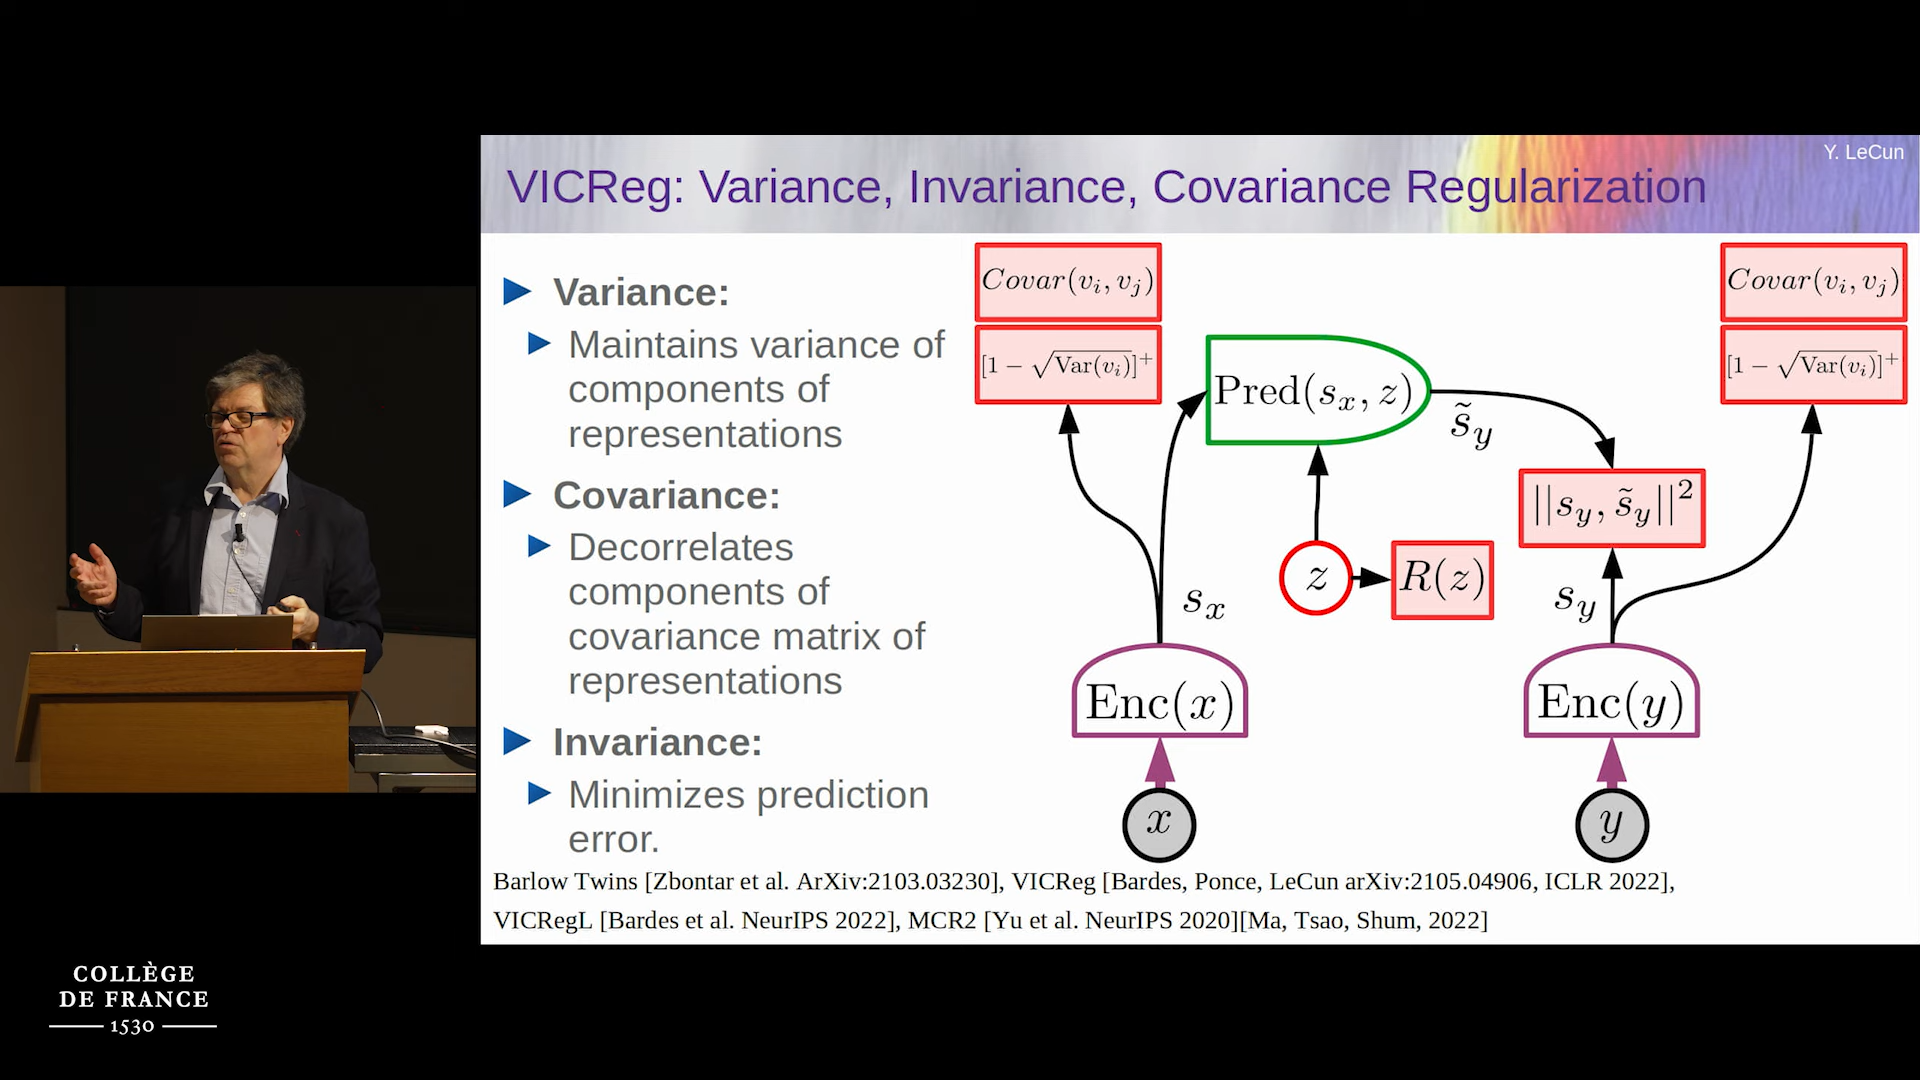 Y. LeCun
VICReg: Variance, Invariance, Covariance Regularization
Variance:
Maintains variance of
components of
representations
Covariance:
Decorrelates
components of
covariance matrix of
representations
Invariance:
Minimizes prediction
error.
Covar(v_i, v_j)
[1 − √Var(v_i)]⁺
Pred(s_x, z)
s̃_y
Covar(v_i, v_j)
[1 − √Var(v_i)]⁺
||s_y, s̃_y||²
z
R(z)
s_x
s_y
Enc(x)
Enc(y)
x
y
Barlow Twins [Zbontar et al. ArXiv:2103.03230], VICReg [Bardes, Ponce, LeCun arXiv:2105.04906, ICLR 2022],
VICRegL [Bardes et al. NeurIPS 2022], MCR2 [Yu et al. NeurIPS 2020][Ma, Tsao, Shum, 2022]
COLLÈGE
DE FRANCE
1530